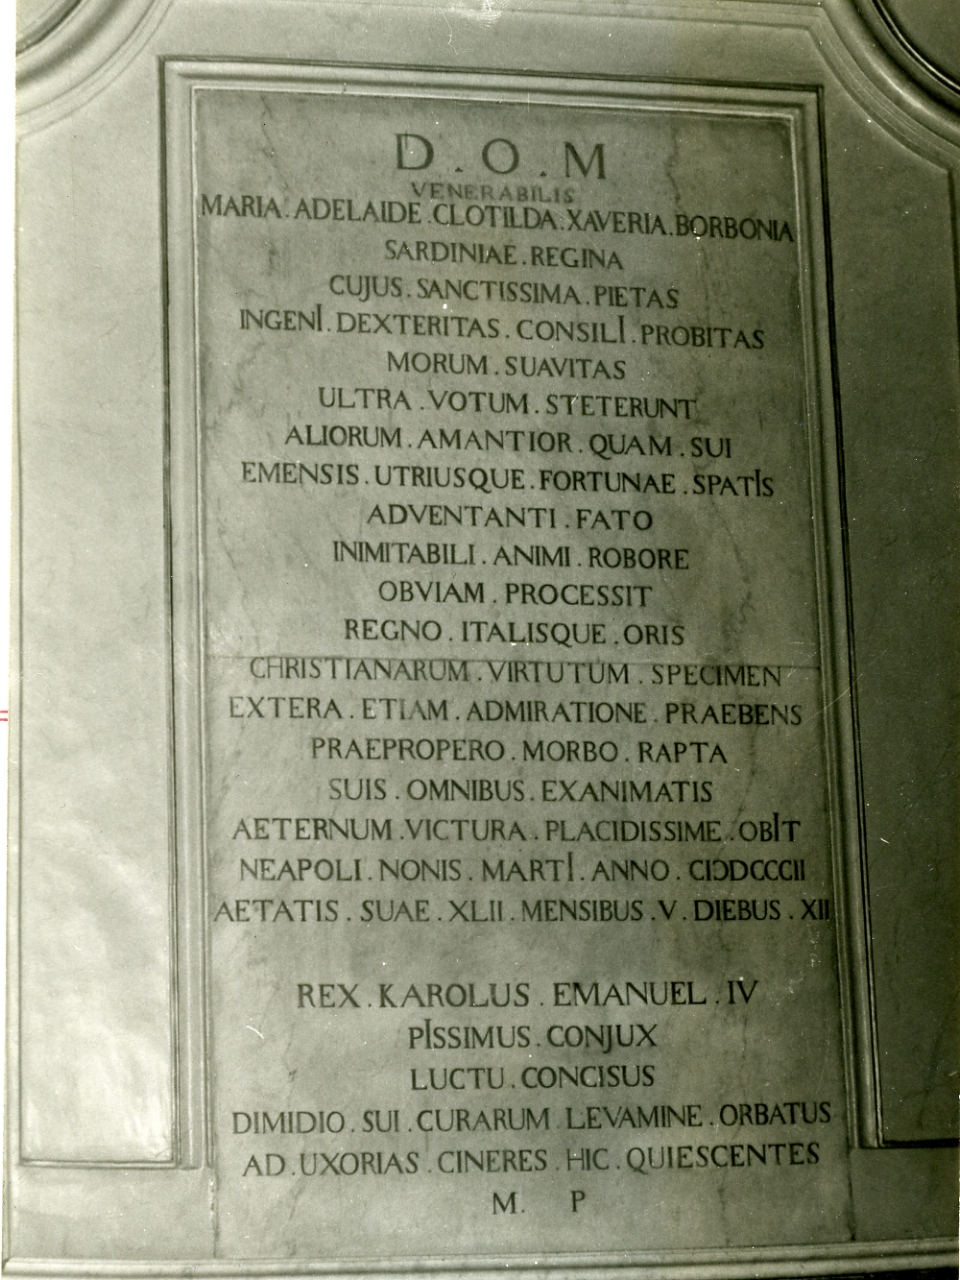 D . O . M
VENERABILIS
MARIA . ADELAIDE . CLOTILDA . XAVERIA . BORBONIA
SARDINIAE . REGINA
CUJUS . SANCTISSIMA . PIETAS
INGENI . DEXTERITAS . CONSILI . PROBITAS
MORUM . SUAVITAS
ULTRA . VOTUM . STETERUNT
ALIORUM . AMANTIOR . QUAM . SUI
EMENSIS . UTRIUSQUE . FORTUNAE . SPATIS
ADVENTANTI . FATO
INIMITABILI . ANIMI . ROBORE
OBVIAM . PROCESSIT
REGNO . ITALISQUE . ORIS
CHRISTIANARUM . VIRTUTUM . SPECIMEN
EXTERA . ETIAM . ADMIRATIONE . PRAEBENS
PRAEPROPERO . MORBO . RAPTA
SUIS . OMNIBUS . EXANIMATIS
AETERNUM . VICTURA . PLACIDISSIME . OBIT
NEAPOLI . NONIS . MARTI . ANNO . CIƆDCCCII
AETATIS . SUAE . XLII . MENSIBUS . V . DIEBUS . XII
REX . KAROLUS . EMANUEL . IV
PISSIMUS . CONJUX
LUCTU . CONCISUS
DIMIDIO . SUI . CURARUM LEVAMINE . ORBATUS
AD . UXORIAS . CINERES . HIC . QUIESCENTES
M. P